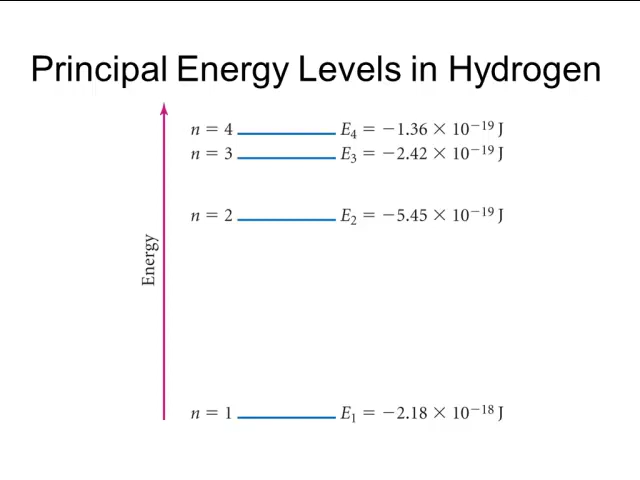 Principal Energy Levels in Hydrogen
n = 4 E₄ = −1.36 × 10⁻¹⁹ J
n = 3 E₃ = −2.42 × 10⁻¹⁹ J
n = 2 E₂ = −5.45 × 10⁻¹⁹ J
Energy
n = 1 E₁ = −2.18 × 10⁻¹⁸ J